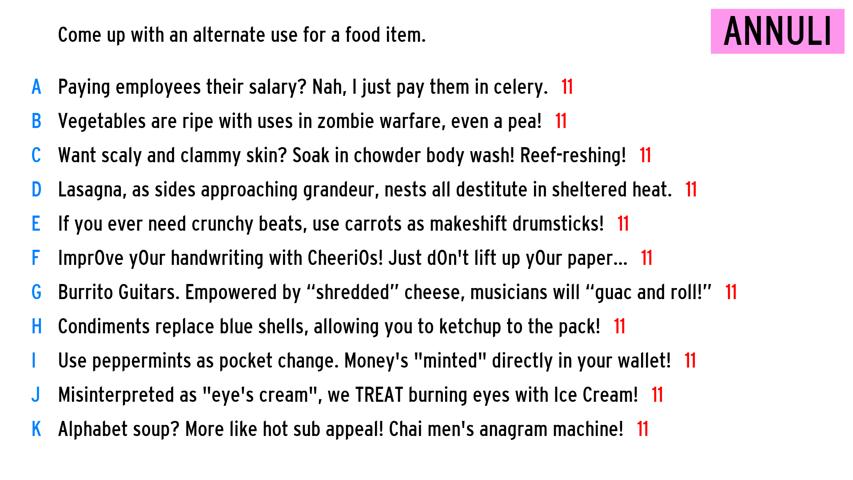 Come up with an alternate use for a food item.
ANNULI
A Paying employees their salary? Nah, I just pay them in celery. 11
B Vegetables are ripe with uses in zombie warfare, even a pea! 11
C Want scaly and clammy skin? Soak in chowder body wash! Reef-reshing! 11
D Lasagna, as sides approaching grandeur, nests all destitute in sheltered heat. 11
E If you ever need crunchy beats, use carrots as makeshift drumsticks! 11
F ImprOve yOur handwriting with CheeriOs! Just dOn't lift up yOur paper... 11
G Burrito Guitars. Empowered by “shredded” cheese, musicians will “guac and roll!” 11
H Condiments replace blue shells, allowing you to ketchup to the pack! 11
I Use peppermints as pocket change. Money's "minted" directly in your wallet! 11
J Misinterpreted as "eye's cream", we TREAT burning eyes with Ice Cream! 11
K Alphabet soup? More like hot sub appeal! Chai men's anagram machine! 11